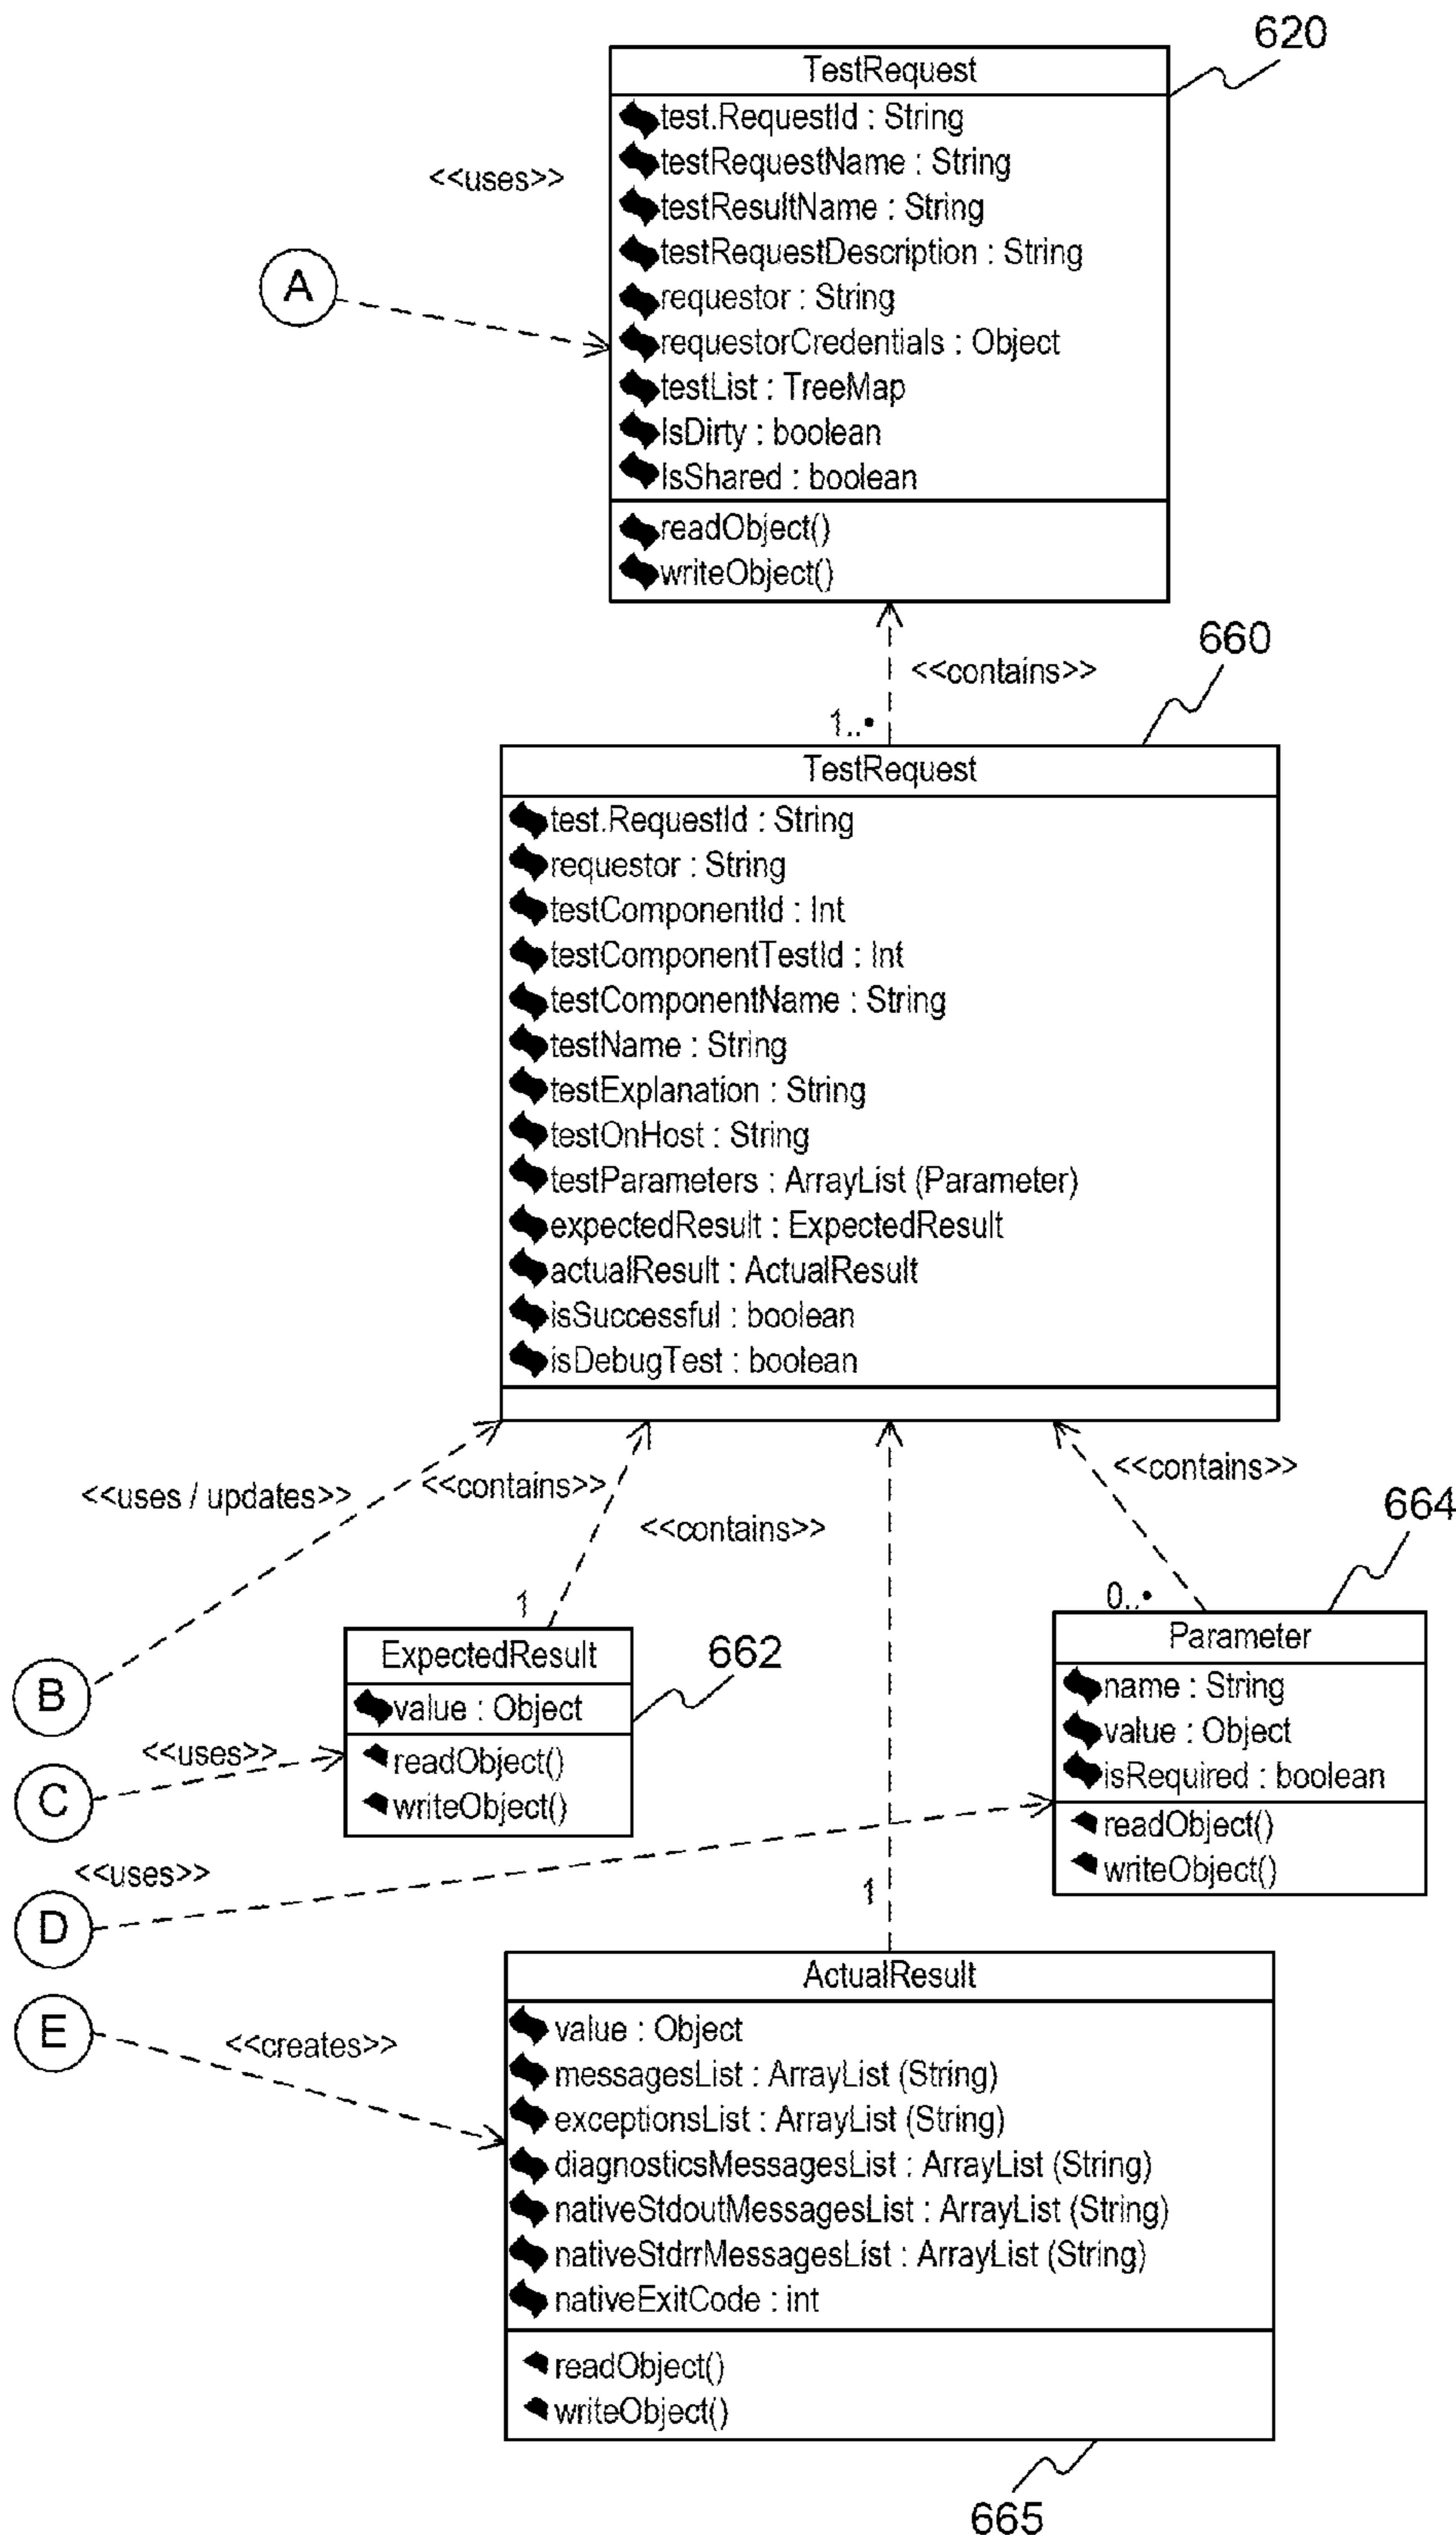 620
TestRequest
test.RequestId : String
testRequestName : String
<<uses>>
testResultName : String
testRequestDescription : String
A
requestor : String
requestorCredentials : Object
testList : TreeMap
IsDirty : boolean
IsShared : boolean
readObject()
writeObject()
660
<<contains>>
1..•
TestRequest
test.RequestId : String
requestor : String
testComponentId : Int
testComponentTestId : Int
testComponentName : String
testName : String
testExplanation : String
testOnHost : String
testParameters : ArrayList (Parameter)
expectedResult : ExpectedResult
actualResult : ActualResult
isSuccessful : boolean
isDebugTest : boolean
<<uses / updates>>
<<contains>>
<<contains>>
<<contains>>
664
1
0..•
ExpectedResult
662
Parameter
B
value : Object
name : String
value : Object
isRequired : boolean
<<uses>>
C
readObject()
writeObject()
readObject()
writeObject()
<<uses>>
D
1
ActualResult
E
<<creates>>
value : Object
messagesList : ArrayList (String)
exceptionsList : ArrayList (String)
diagnosticsMessagesList : ArrayList (String)
nativeStdoutMessagesList : ArrayList (String)
nativeStdrrMessagesList : ArrayList (String)
nativeExitCode : int
readObject()
writeObject()
665